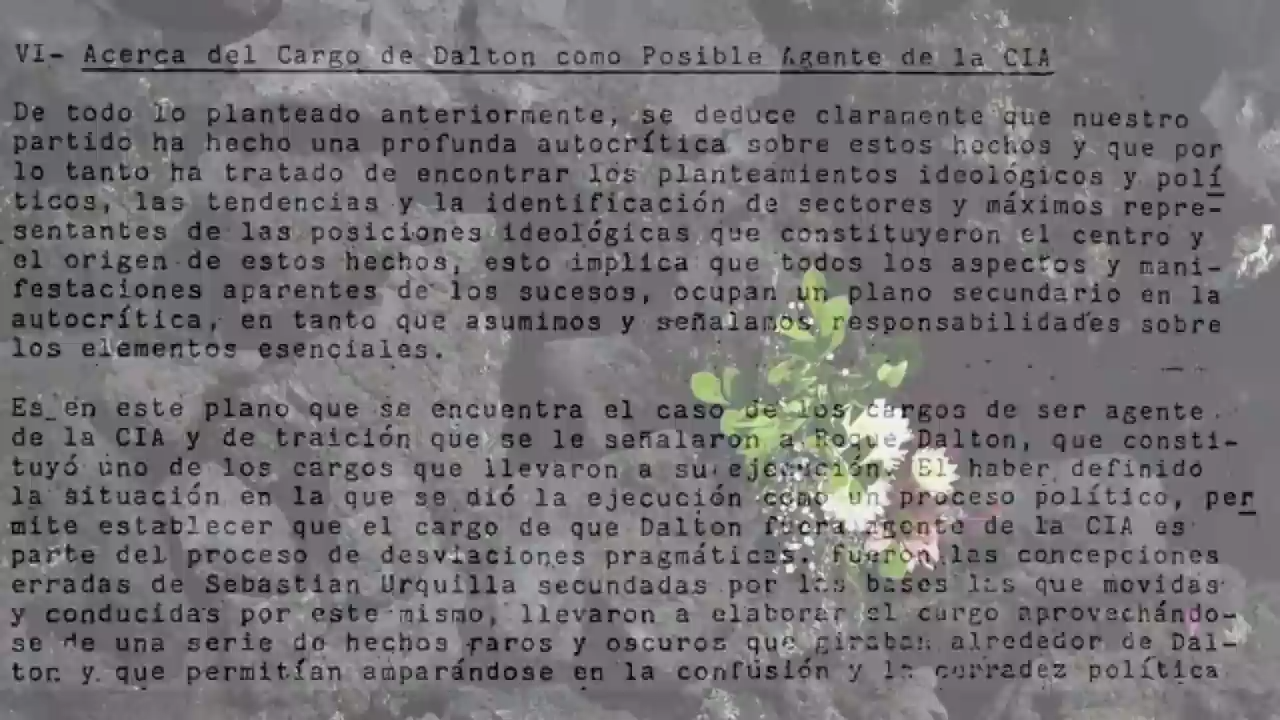 VI- Acerca del Cargo de Dalton como Posible Agente de la CIA
De todo lo planteado anteriormente, se deduce claramente que nuestro
partido ha hecho una profunda autocrítica sobre estos hechos y que por
lo tanto ha tratado de encontrar los planteamientos ideológicos y polí
ticos, las tendencias y la identificación de sectores y máximos repre-
sentantes de las posiciones ideológicas que constituyeron el centro y
el origen de estos hechos, esto implica que todos los aspectos y mani-
festaciones aparentes de los sucesos, ocupan un plano secundario en la
autocrítica, en tanto que asumimos y señalamos responsabilidades sobre
los elementos esenciales.
Es en este plano que se encuentra el caso de los cargos de ser agente
de la CIA y de traición que se le señalaron a Roque Dalton, que consti-
tuyó uno de los cargos que llevaron a su ejecución. El haber definido
la situación en la que se dió la ejecución como un proceso político, per
mite establecer que el cargo de que Dalton fuera agente de la CIA es
parte del proceso de desviaciones pragmáticas. Fueron las concepciones
erradas de Sebastian Urquilla secundadas por las bases las que movidas
y conducidas por este mismo, llevaron a elaborar el cargo aprovechándo-
se de una serie de hechos raros y oscuros que giraban alrededor de Dal-
ton y que permitían amparándose en la confusión y la cerradez política